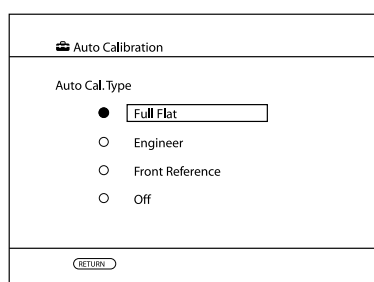 Auto Calibration
Auto Cal. Type
Full Flat
Engineer
Front Reference
Off
RETURN